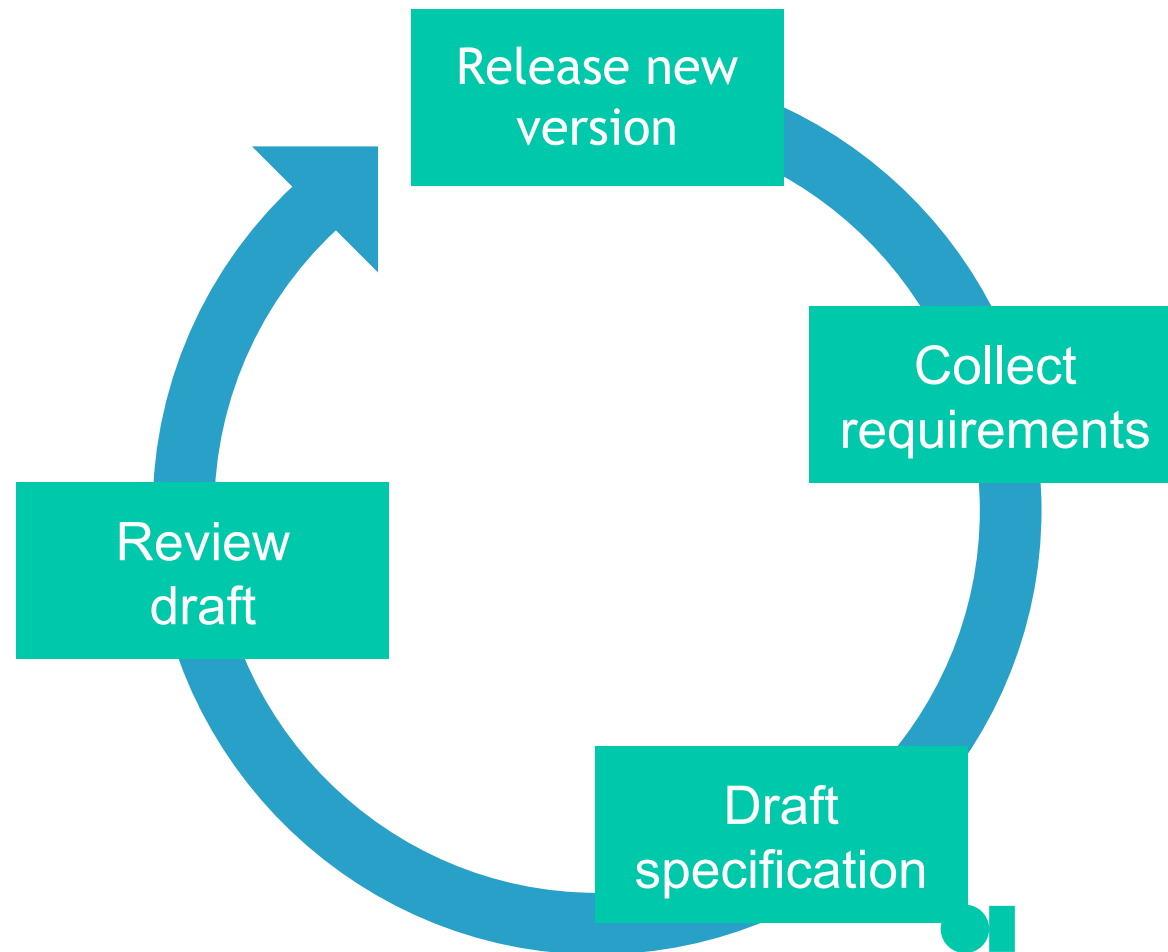 Release new
version
Collect
requirements
Draft
specification
Review
draft